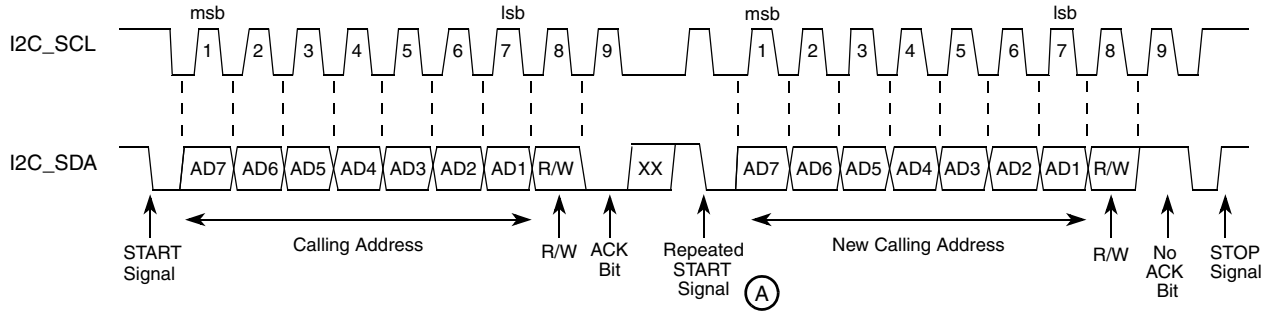 msb lsb msb lsb
I2C_SCL 1 2 3 4 5 6 7 8 9 1 2 3 4 5 6 7 8 9
I2C_SDA AD7 AD6 AD5 AD4 AD3 AD2 AD1 R/W XX AD7 AD6 AD5 AD4 AD3 AD2 AD1 R/W
START
Signal
Calling Address
R/W
ACK
Bit
Repeated
START
Signal
A
New Calling Address
R/W
No
ACK
Bit
STOP
Signal